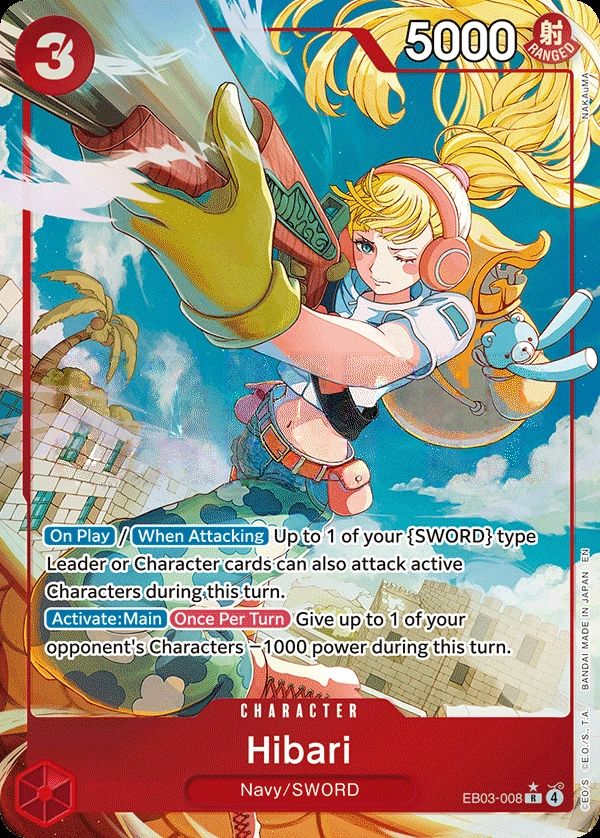 3
5000
射
RANGED
NAKAuMA
On Play / When Attacking Up to 1 of your {SWORD} type
Leader or Character cards can also attack active
Characters during this turn.
Activate:Main Once Per Turn Give up to 1 of your
opponent's Characters −1000 power during this turn.
CHARACTER
Hibari
Navy/SWORD
EB03-008 R 4
©E.O/S ©E.O./S.,T.A. BANDAI MADE IN JAPAN EN